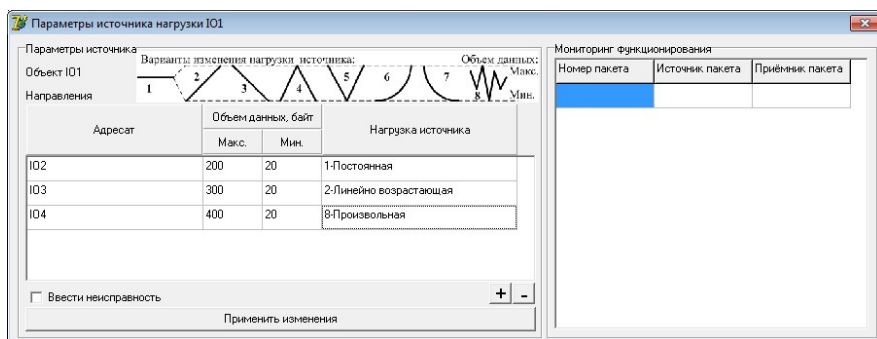 Параметры источника нагрузки IO1
Параметры источника
Варианты изменения нагрузки источника:
Объем данных:
Объект IO1
Макс.
Направления
1 2 3 4 5 6 7 8
Мин.
Адресат
Объем данных, байт
Нагрузка источника
Макс. Мин.
IO2 200 20 1-Постоянная
IO3 300 20 2-Линейно возрастающая
IO4 400 20 8-Произвольная
Ввести неисправность
+ -
Применить изменения
Мониторинг функционирования
Номер пакета Источник пакета Приёмник пакета